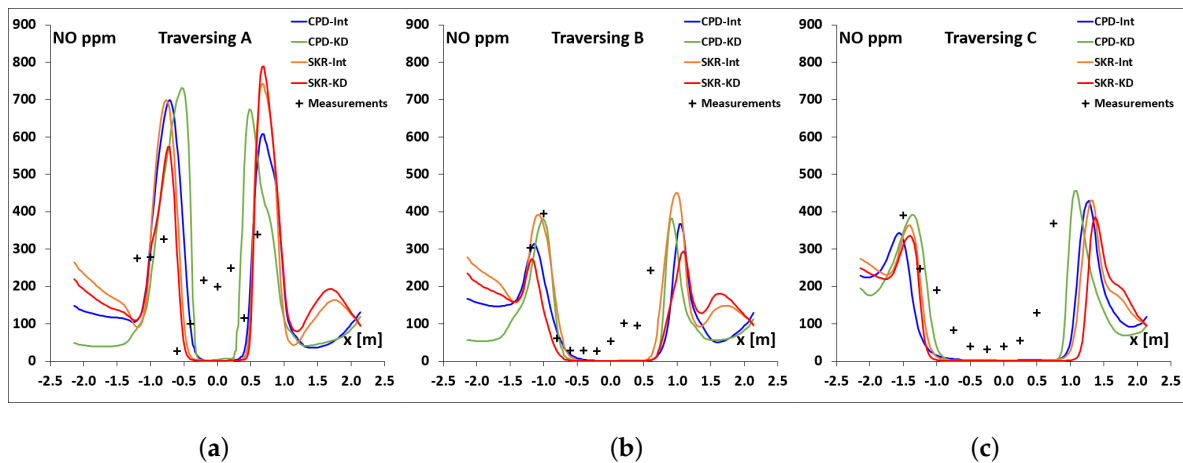 NO ppm Traversing A
CPD-Int
CPD-KD
SKR-Int
SKR-KD
Measurements
900
800
700
600
500
400
300
200
100
0
x [m]
-2.5 -2.0 -1.5 -1.0 -0.5 0.0 0.5 1.0 1.5 2.0 2.5
(a)
NO ppm Traversing B
CPD-Int
CPD-KD
SKR-Int
SKR-KD
Measurements
900
800
700
600
500
400
300
200
100
0
x [m]
-2.5 -2.0 -1.5 -1.0 -0.5 0.0 0.5 1.0 1.5 2.0 2.5
(b)
NO ppm Traversing C
CPD-Int
CPD-KD
SKR-Int
SKR-KD
Measurements
900
800
700
600
500
400
300
200
100
0
x [m]
-2.5 -2.0 -1.5 -1.0 -0.5 0.0 0.5 1.0 1.5 2.0 2.5
(c)